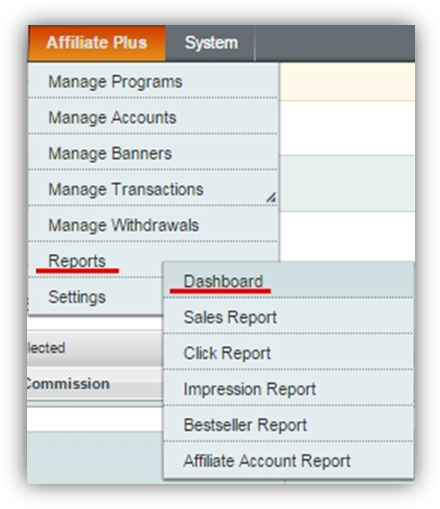 Affiliate Plus System
Manage Programs
Manage Accounts
Manage Banners
Manage Transactions
Manage Withdrawals
Reports
Dashboard
Settings
Sales Report
lected
Click Report
Commission
Impression Report
Bestseller Report
Affiliate Account Report